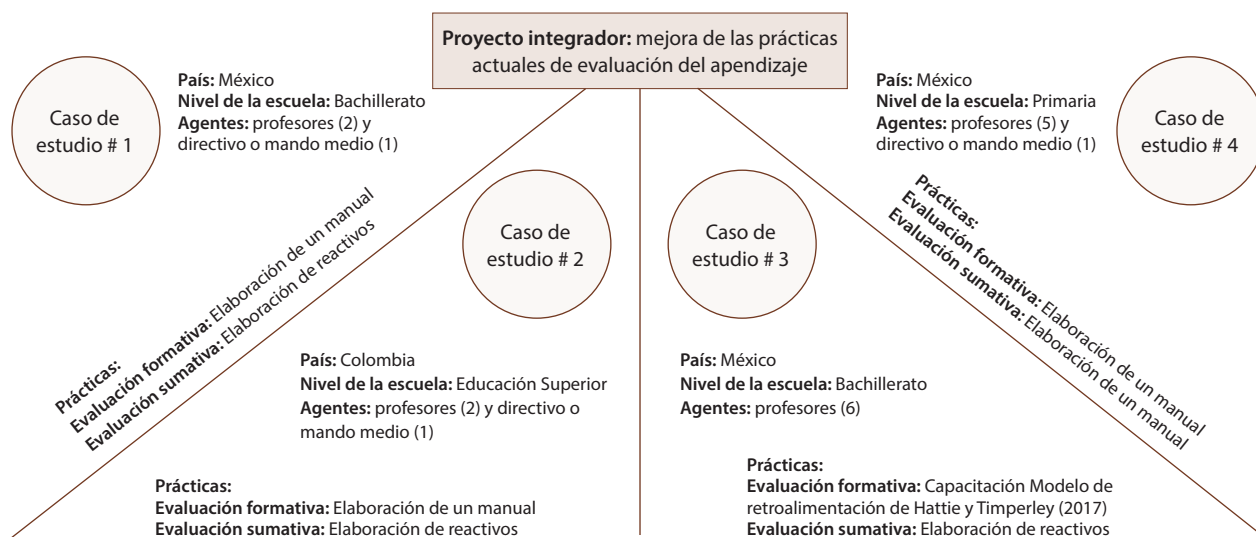 Proyecto integrador: mejora de las prácticas
actuales de evaluación del apendizaje
Caso de
estudio # 1
País: México
Nivel de la escuela: Bachillerato
Agentes: profesores (2) y
directivo o mando medio (1)
Prácticas:
Evaluación formativa: Elaboración de un manual
Evaluación sumativa: Elaboración de reactivos
Caso de
estudio # 2
País: Colombia
Nivel de la escuela: Educación Superior
Agentes: profesores (2) y directivo o
mando medio (1)
Prácticas:
Evaluación formativa: Elaboración de un manual
Evaluación sumativa: Elaboración de reactivos
Caso de
estudio # 3
País: México
Nivel de la escuela: Bachillerato
Agentes: profesores (6)
Prácticas:
Evaluación formativa: Capacitación Modelo de
retroalimentación de Hattie y Timperley (2017)
Evaluación sumativa: Elaboración de reactivos
País: México
Nivel de la escuela: Primaria
Agentes: profesores (5) y
directivo o mando medio (1)
Caso de
estudio # 4
Prácticas:
Evaluación formativa: Elaboración de un manual
Evaluación sumativa: Elaboración de un manual